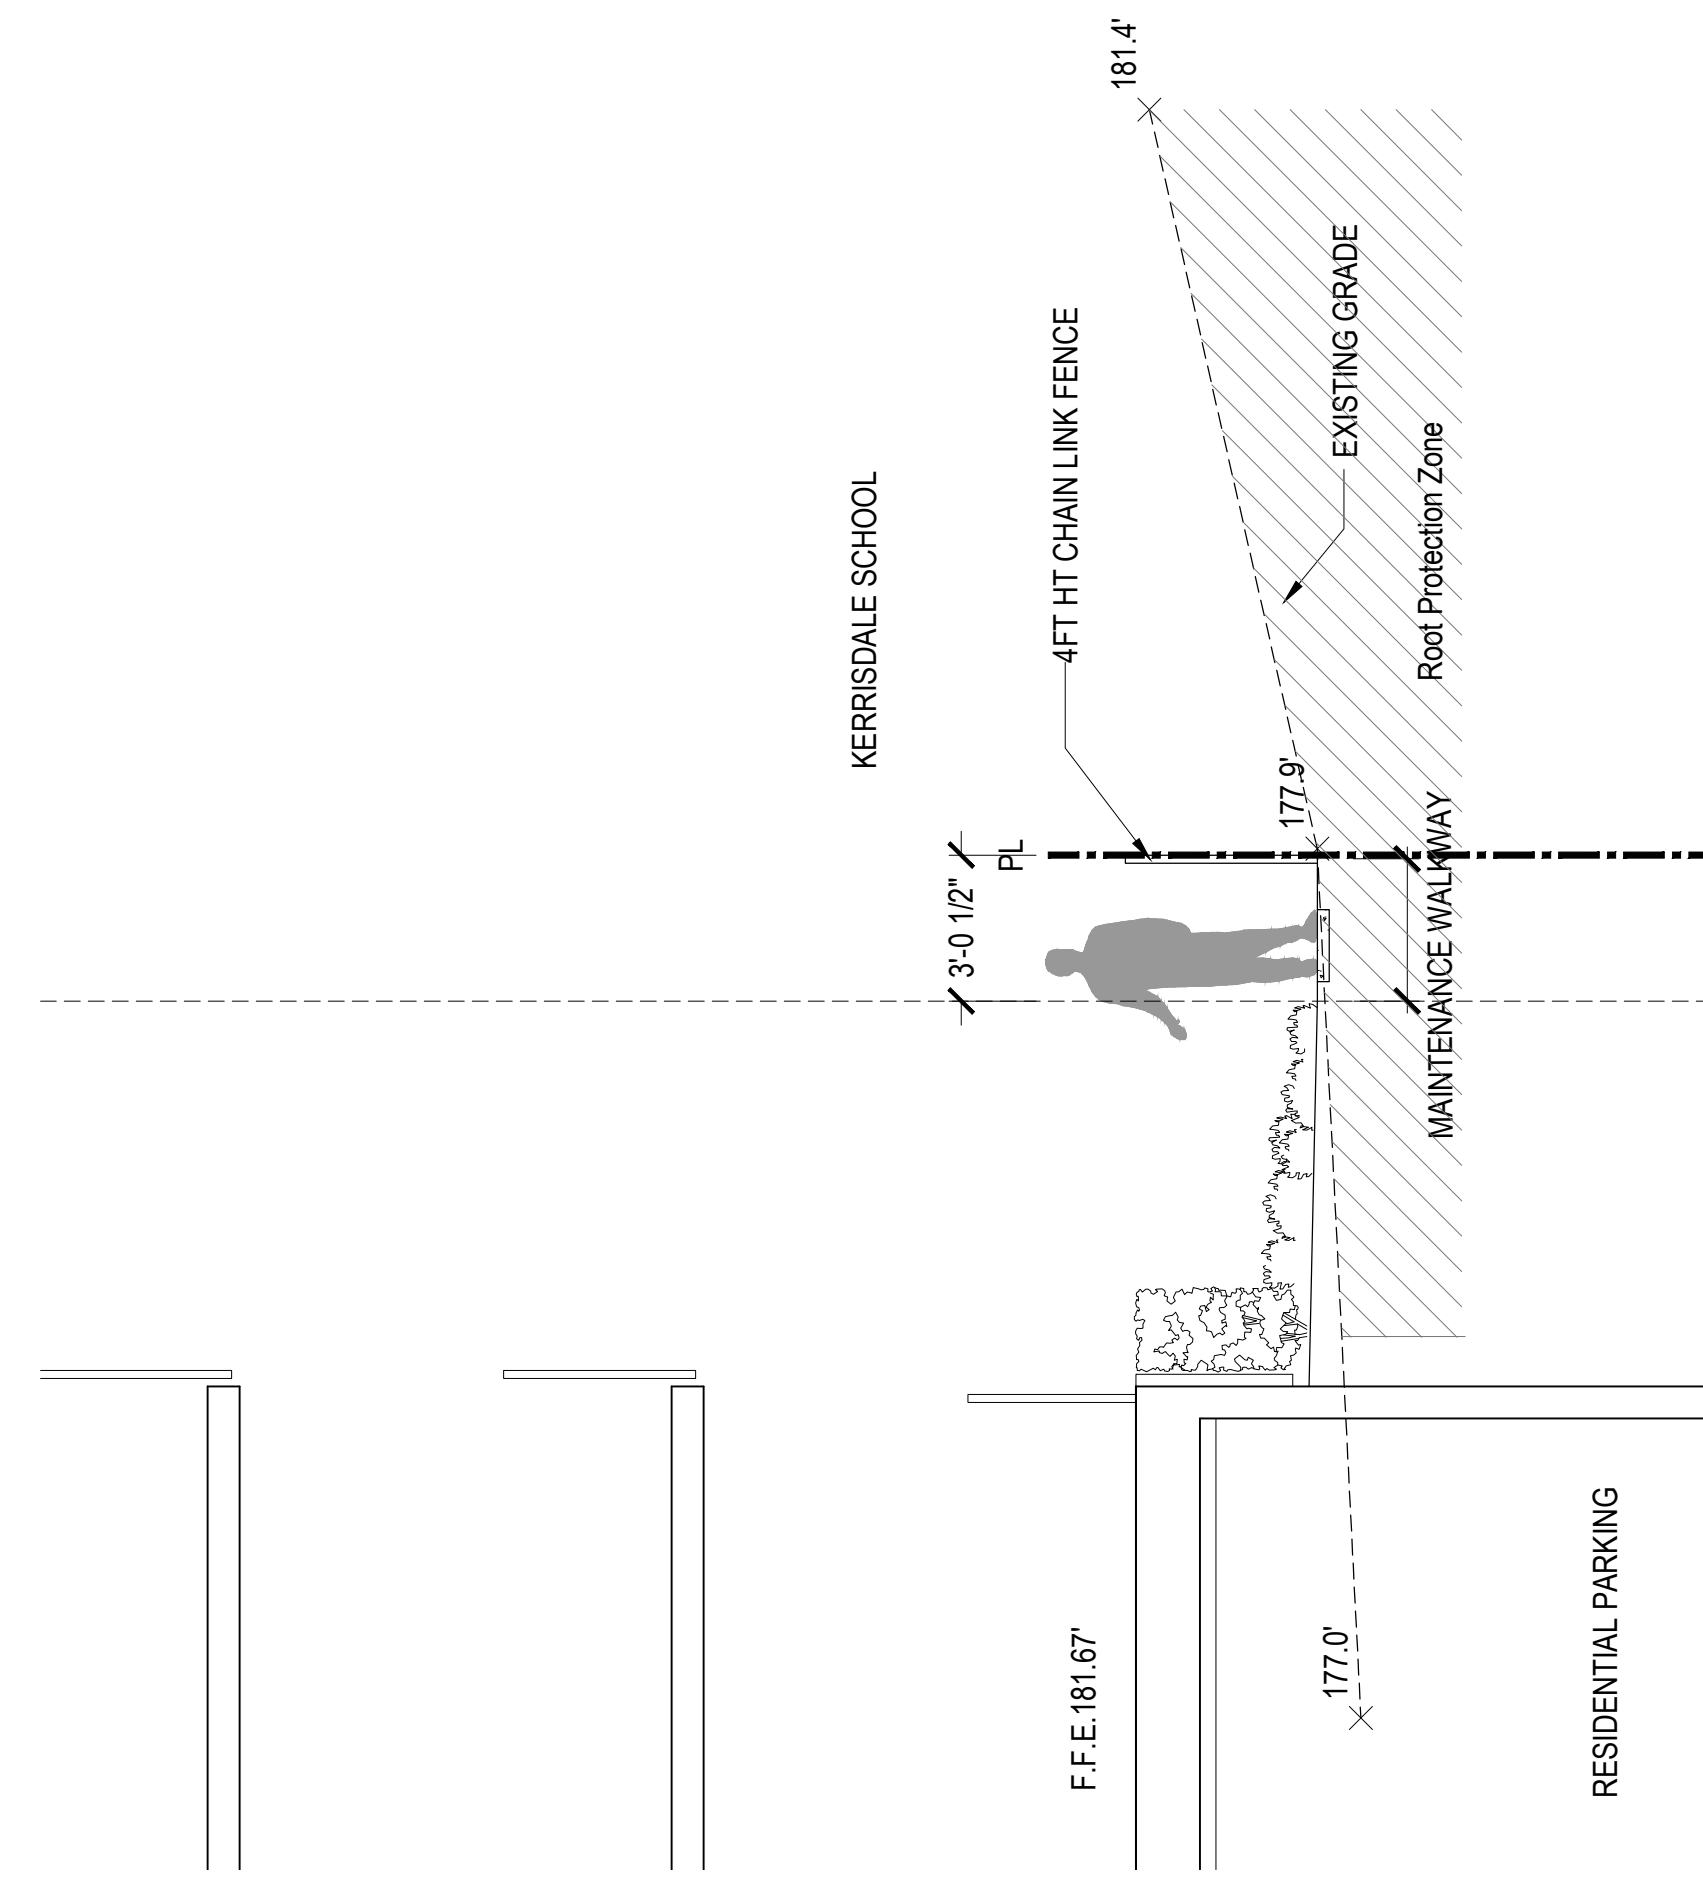 KERRISDALE SCHOOL
3'-0 1/2"
PL
4FT HT CHAIN LINK FENCE
F.F.E.181.67'
181.4'
177.9'
177.0'
EXISTING GRADE
Root Protection Zone
MAINTENANCE WALKWAY
RESIDENTIAL PARKING